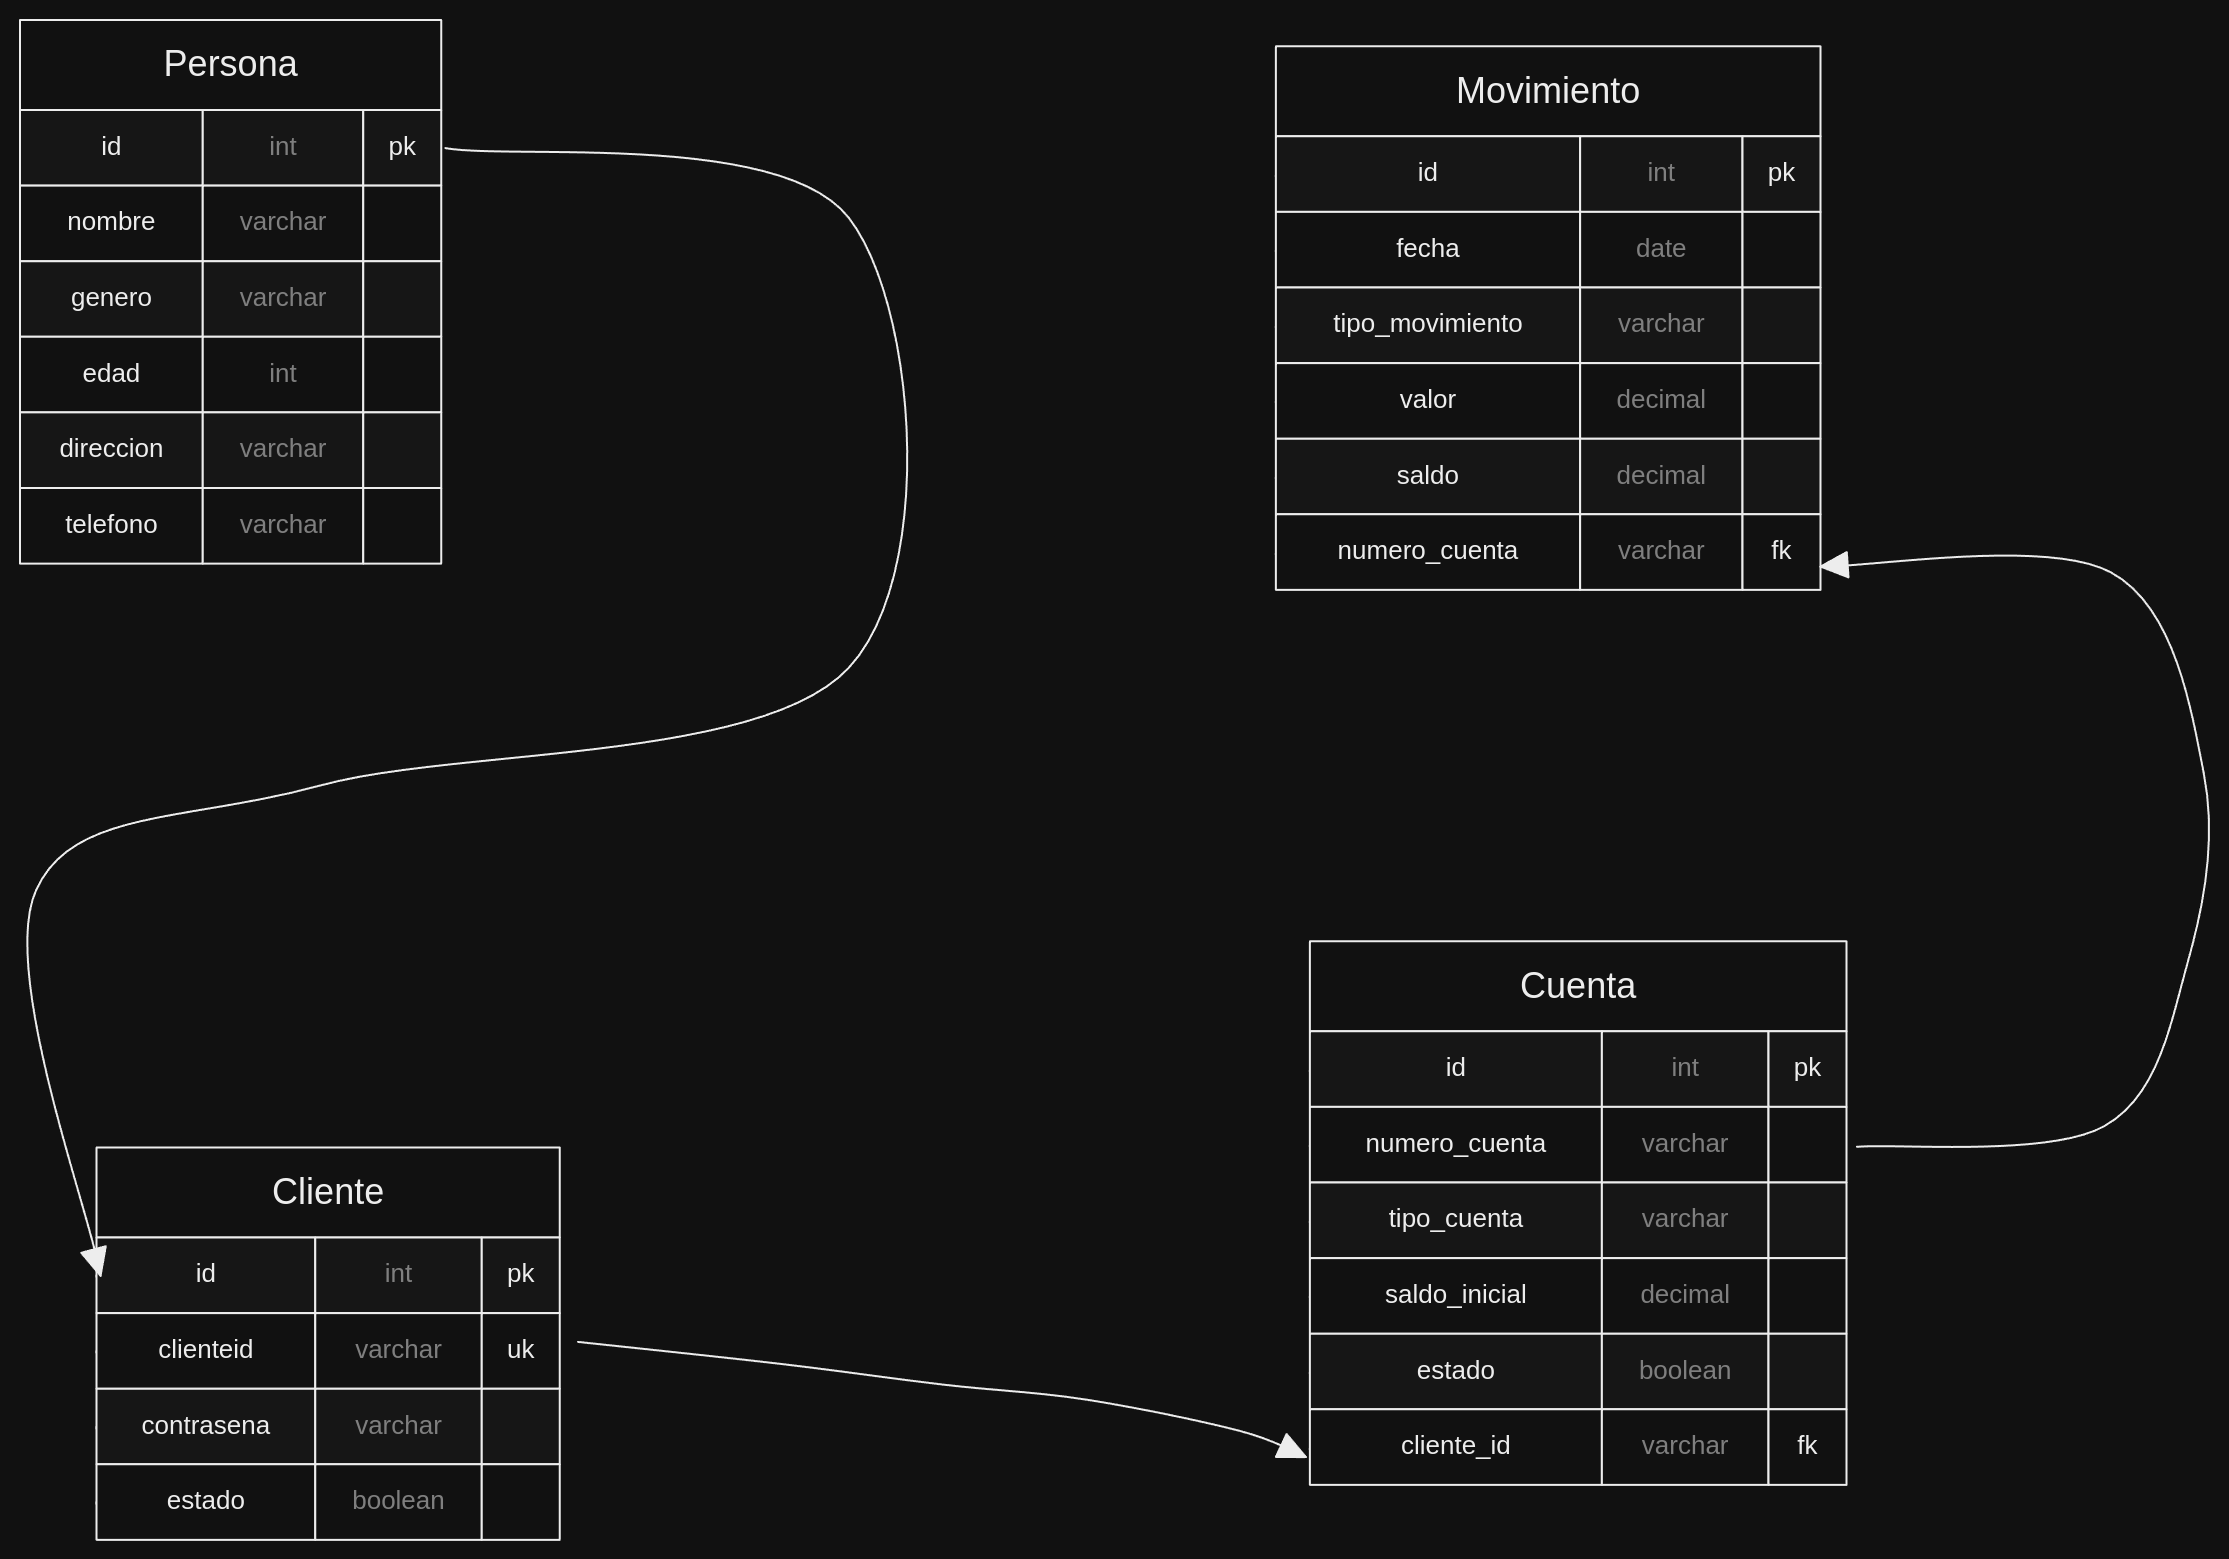 Persona
id int pk
nombre varchar
genero varchar
edad int
direccion varchar
telefono varchar
Movimiento
id int pk
fecha date
tipo_movimiento varchar
valor decimal
saldo decimal
numero_cuenta varchar fk
Cliente
id int pk
clienteid varchar uk
contrasena varchar
estado boolean
Cuenta
id int pk
numero_cuenta varchar
tipo_cuenta varchar
saldo_inicial decimal
estado boolean
cliente_id varchar fk